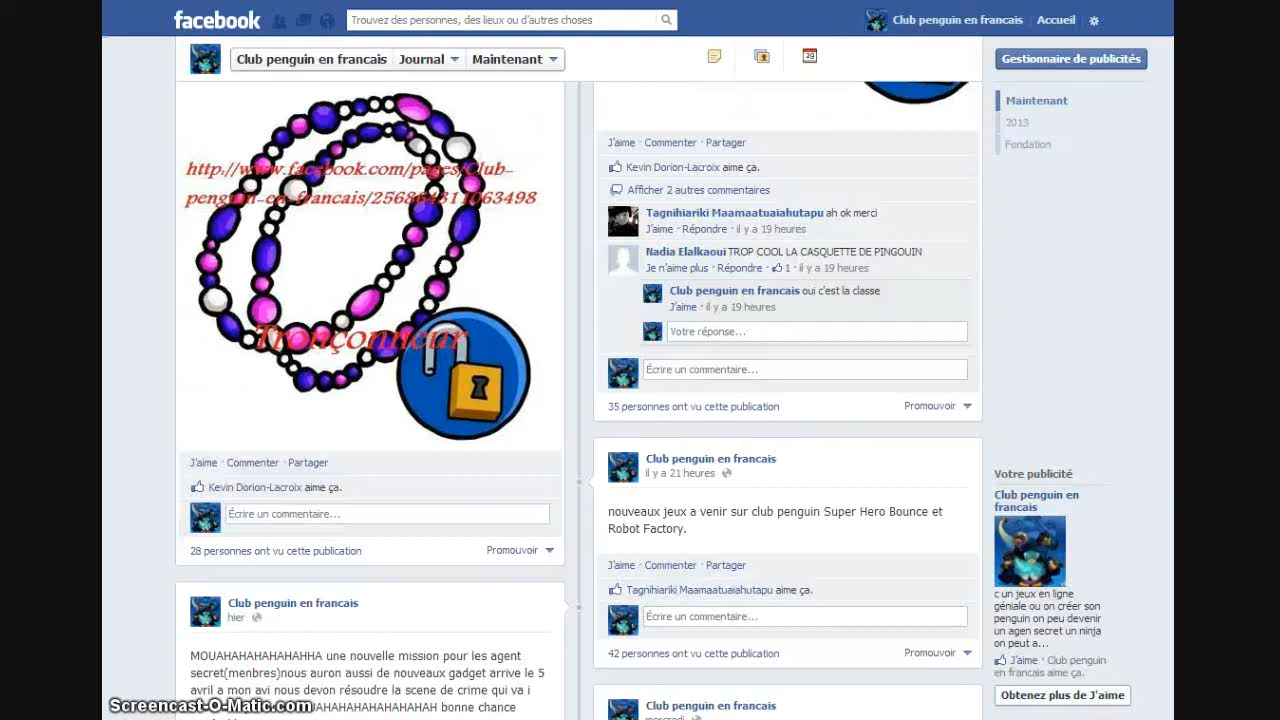 facebook
Trouvez des personnes, des lieux ou d'autres choses
Club penguin en francais
Accueil
Club penguin en francais
Journal
Maintenant
29
Gestionnaire de publicités
Maintenant
2013
Fondation
http://www.facebook.com/pages/Club-
penguin-en-francais/256864311063498
Tronçonneur
J'aime · Commenter · Partager
Kevin Dorion-Lacroix aime ça.
Écrire un commentaire...
28 personnes ont vu cette publication
Promouvoir
Club penguin en francais
hier
MOUAHAHAHAHAHHA une nouvelle mission pour les agent
secret(menbres)nous auron aussi de nouveaux gadget arrive le 5
avril a mon avi nous devon résoudre la scene de crime qui va i
bonne chance
Screencast-O-Matic.com
J'aime · Commenter · Partager
Kevin Dorion-Lacroix aime ça.
Afficher 2 autres commentaires
Tagnihiariki Maamaatuaiahutapu ah ok merci
J'aime · Répondre · il y a 19 heures
Nadia Elalkaoui TROP COOL LA CASQUETTE DE PINGOUIN
Je n'aime plus · Répondre · 1 · il y a 19 heures
Club penguin en francais oui c'est la classe
J'aime · il y a 19 heures
Votre réponse...
Écrire un commentaire...
35 personnes ont vu cette publication
Promouvoir
Club penguin en francais
il y a 21 heures
nouveaux jeux a venir sur club penguin Super Hero Bounce et
Robot Factory.
J'aime · Commenter · Partager
Tagnihiariki Maamaatuaiahutapu aime ça.
Écrire un commentaire...
42 personnes ont vu cette publication
Promouvoir
Club penguin en francais
mercredi
Votre publicité
Club penguin en
francais
c un jeux en ligne
géniale ou on créer son
penguin on peu devenir
un agen secret un ninja
on peut a...
J'aime · Club penguin
en francais aime ça.
Obtenez plus de J'aime